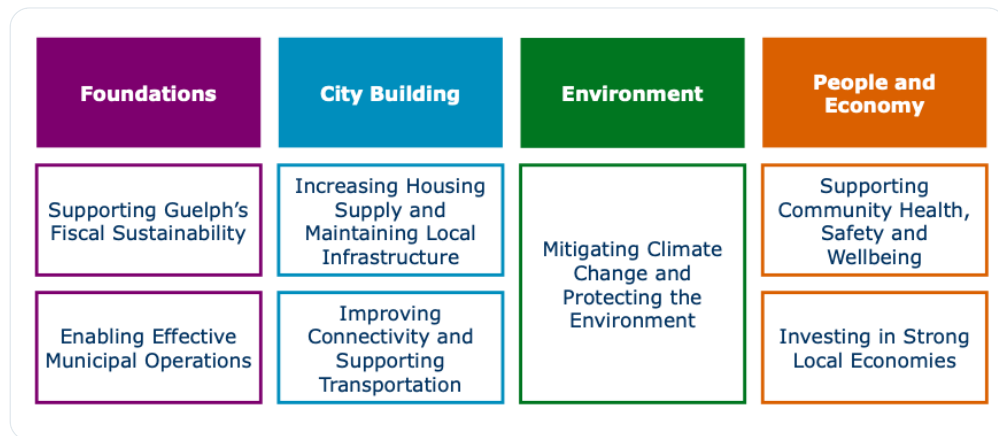 Foundations
City Building
Environment
People and
Economy
Supporting Guelph’s
Fiscal Sustainability
Enabling Effective
Municipal Operations
Increasing Housing
Supply and
Maintaining Local
Infrastructure
Improving
Connectivity and
Supporting
Transportation
Mitigating Climate
Change and
Protecting the
Environment
Supporting
Community Health,
Safety and
Wellbeing
Investing in Strong
Local Economies